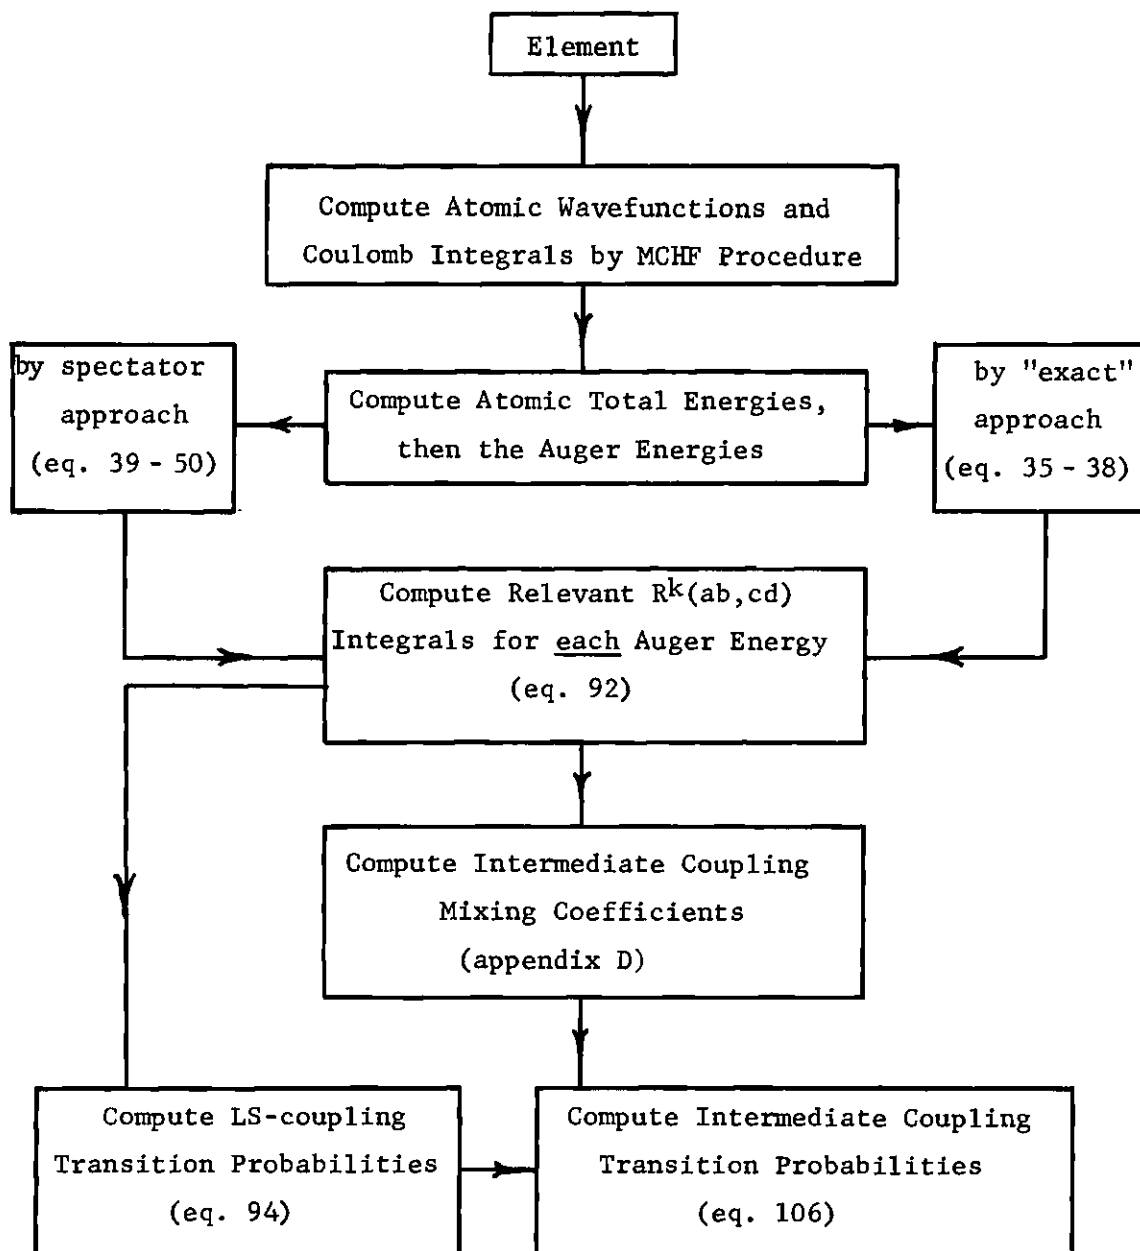 Element
Compute Atomic Wavefunctions and
Coulomb Integrals by MCHF Procedure
by spectator
approach
(eq. 39 - 50)
Compute Atomic Total Energies,
then the Auger Energies
by "exact"
approach
(eq. 35 - 38)
Compute Relevant Rk(ab,cd)
Integrals for each Auger Energy
(eq. 92)
Compute Intermediate Coupling
Mixing Coefficients
(appendix D)
Compute LS-coupling
Transition Probabilities
(eq. 94)
Compute Intermediate Coupling
Transition Probabilities
(eq. 106)